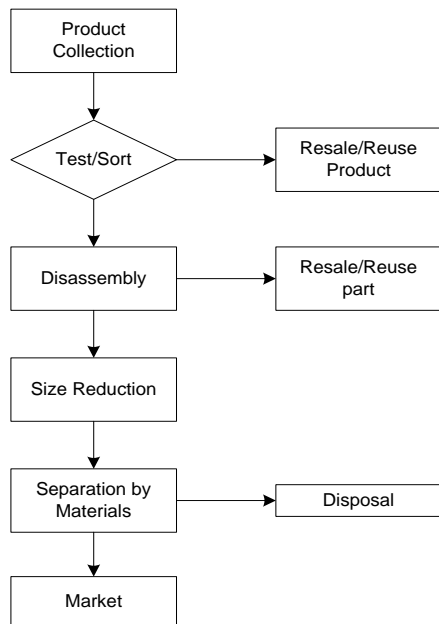 Product
Collection
Test/Sort
Resale/Reuse
Product
Disassembly
Resale/Reuse
part
Size Reduction
Separation by
Materials
Disposal
Market